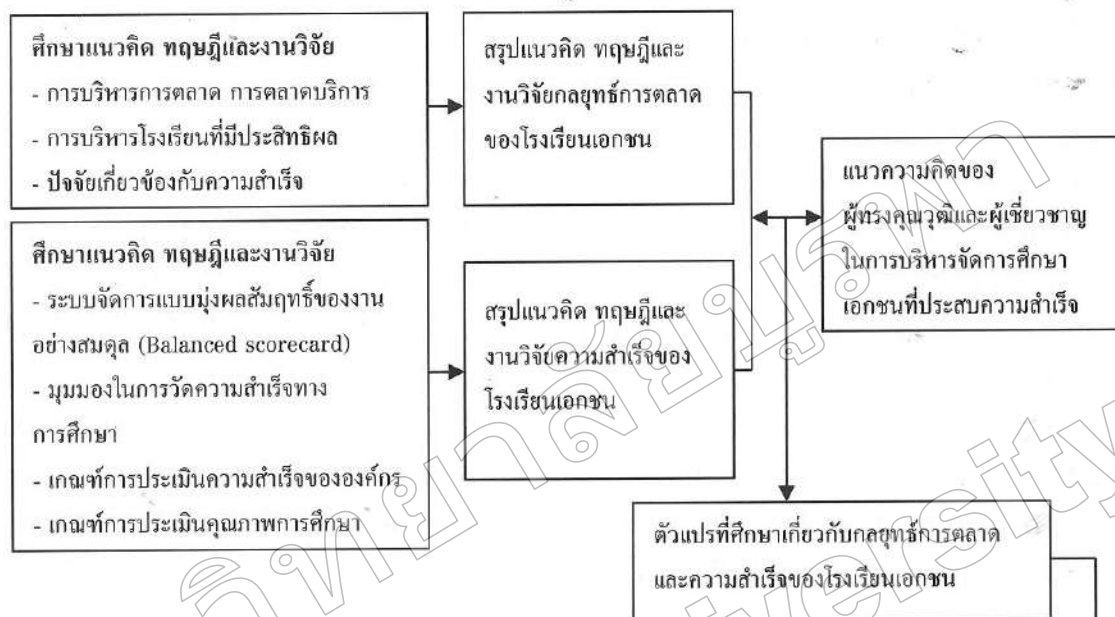 ศึกษาแนวคิด ทฤษฎีและงานวิจัย
- การบริหารการตลาด การตลาดบริการ
- การบริหารโรงเรียนที่มีประสิทธิผล
- ปัจจัยเกี่ยวข้องกับความสำเร็จ
สรุปแนวคิด ทฤษฎีและ
งานวิจัยกลยุทธ์การตลาด
ของโรงเรียนเอกชน
แนวความคิดของ
ผู้ทรงคุณวุฒิและผู้เชี่ยวชาญ
ในการบริหารจัดการศึกษา
เอกชนที่ประสบความสำเร็จ
ศึกษาแนวคิด ทฤษฎีและงานวิจัย
- ระบบจัดการแบบมุ่งผลสัมฤทธิ์ของงาน
อย่างสมดุล (Balanced scorecard)
- มุมมองในการวัดความสำเร็จทาง
การศึกษา
- เกณฑ์การประเมินความสำเร็จขององค์กร
- เกณฑ์การประเมินคุณภาพการศึกษา
สรุปแนวคิด ทฤษฎีและ
งานวิจัยความสำเร็จของ
โรงเรียนเอกชน
ตัวแปรที่ศึกษาเกี่ยวกับกลยุทธ์การตลาด
และความสำเร็จของโรงเรียนเอกชน
วิทยาลัยบูรพา
iversity